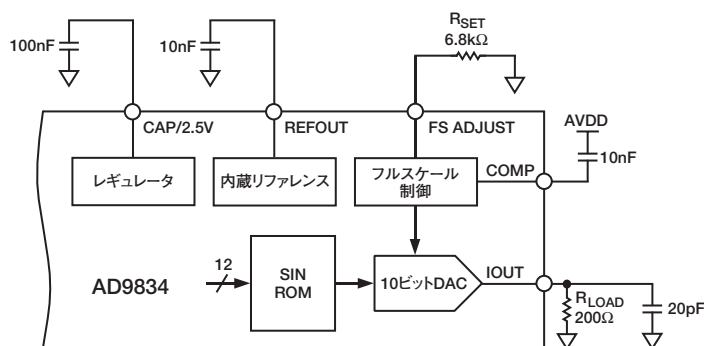 100nF
10nF
RSET
6.8kΩ
CAP/2.5V
REFOUT
FS ADJUST
AVDD
10nF
レギュレータ
内蔵リファレンス
フルスケール
制御
COMP
AD9834
12
SIN
ROM
10ビットDAC
IOUT
RLOAD
200Ω
20pF